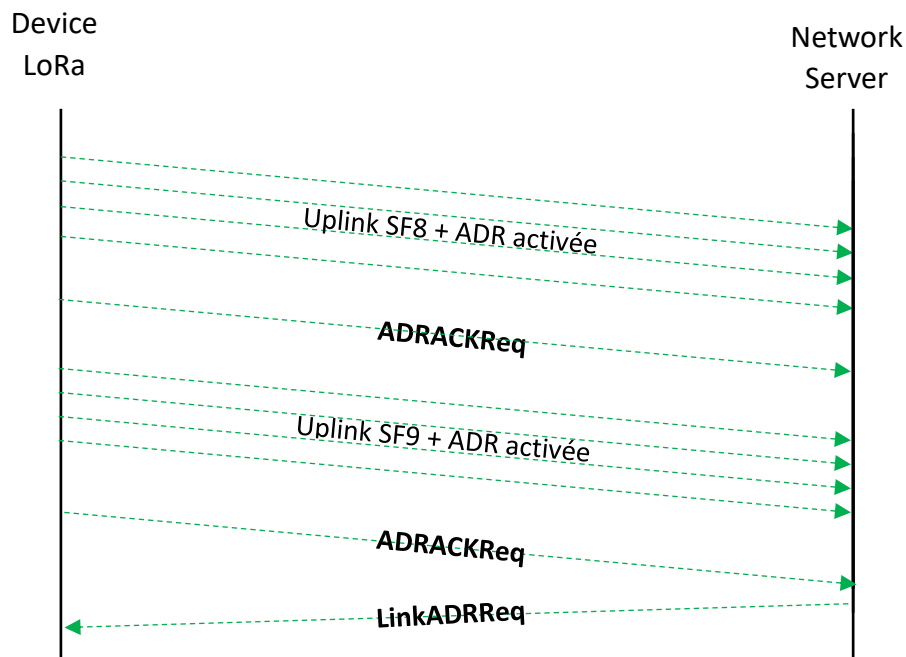 Device
LoRa
Network
Server
Uplink SF8 + ADR activée
ADRACKReq
Uplink SF9 + ADR activée
ADRACKReq
LinkADRReq